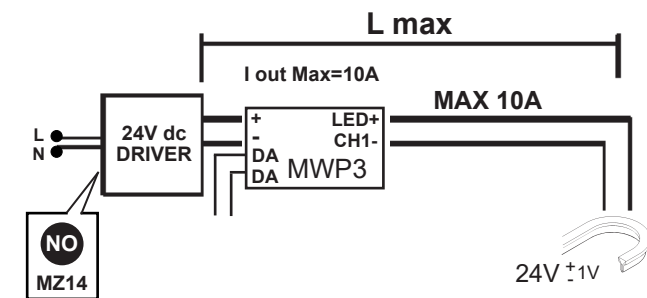 L max
I out Max=10A
MAX 10A
L
N
24V dc
DRIVER
+
-
DA
DA
LED+
CH1-
MWP3
NO
MZ14
24V ±1V